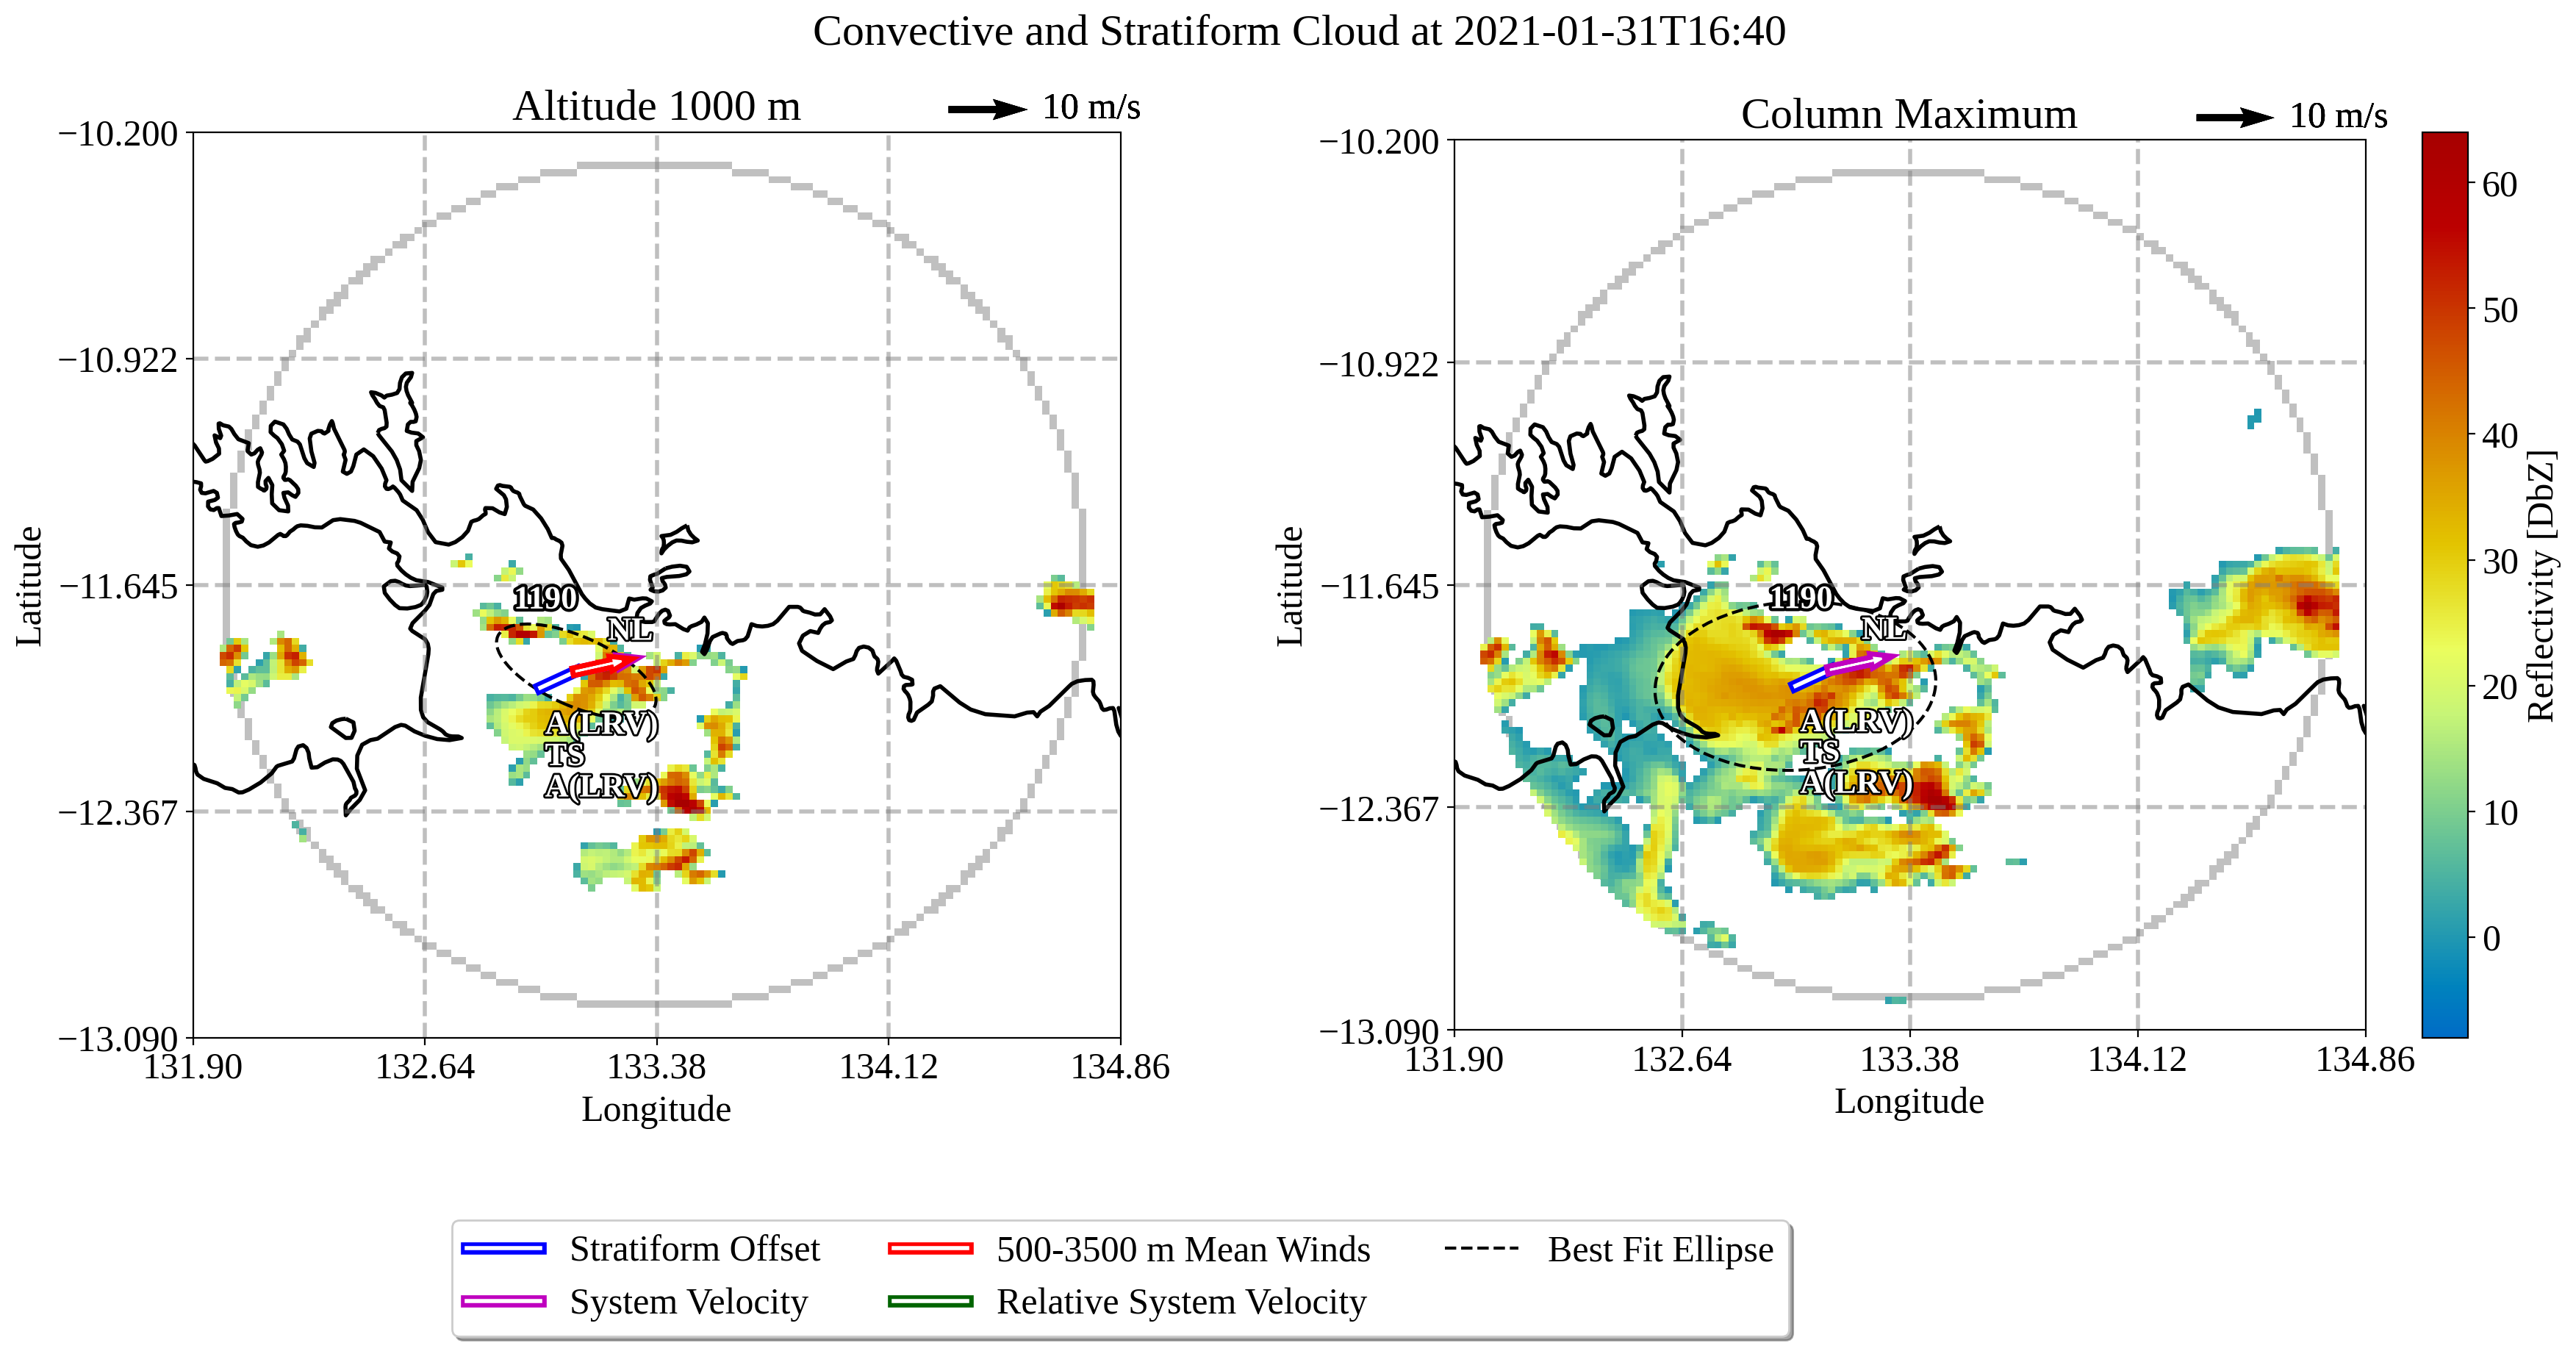 Convective and Stratiform Cloud at 2021-01-31T16:40
Altitude 1000 m
10 m/s
−10.200
−10.922
−11.645
−12.367
−13.090
Latitude
1190
NL
A(LRV)
TS
A(LRV)
131.90
132.64
133.38
134.12
134.86
Longitude
Column Maximum
10 m/s
−10.200
−10.922
−11.645
−12.367
−13.090
Latitude
1190
NL
A(LRV)
TS
A(LRV)
131.90
132.64
133.38
134.12
134.86
Longitude
60
50
40
30
20
10
0
Reflectivity [DbZ]
Stratiform Offset
System Velocity
500-3500 m Mean Winds
Relative System Velocity
Best Fit Ellipse